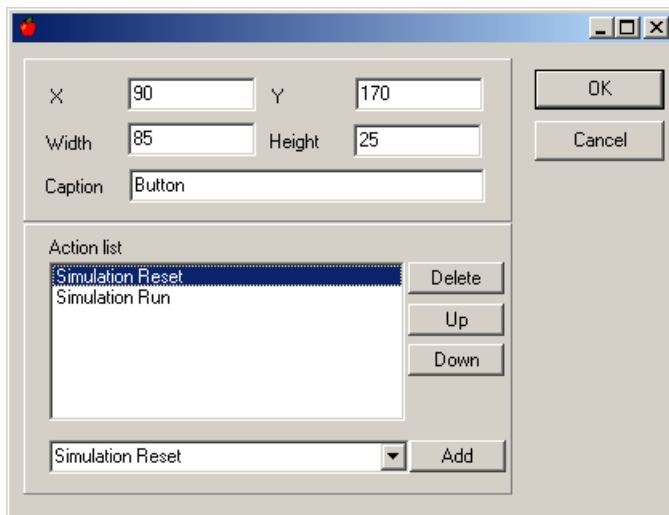 X 90 Y 170 OK
Width 85 Height 25 Cancel
Caption Button
Action list
Simulation Reset Delete
Simulation Run
Up
Down
Simulation Reset Add